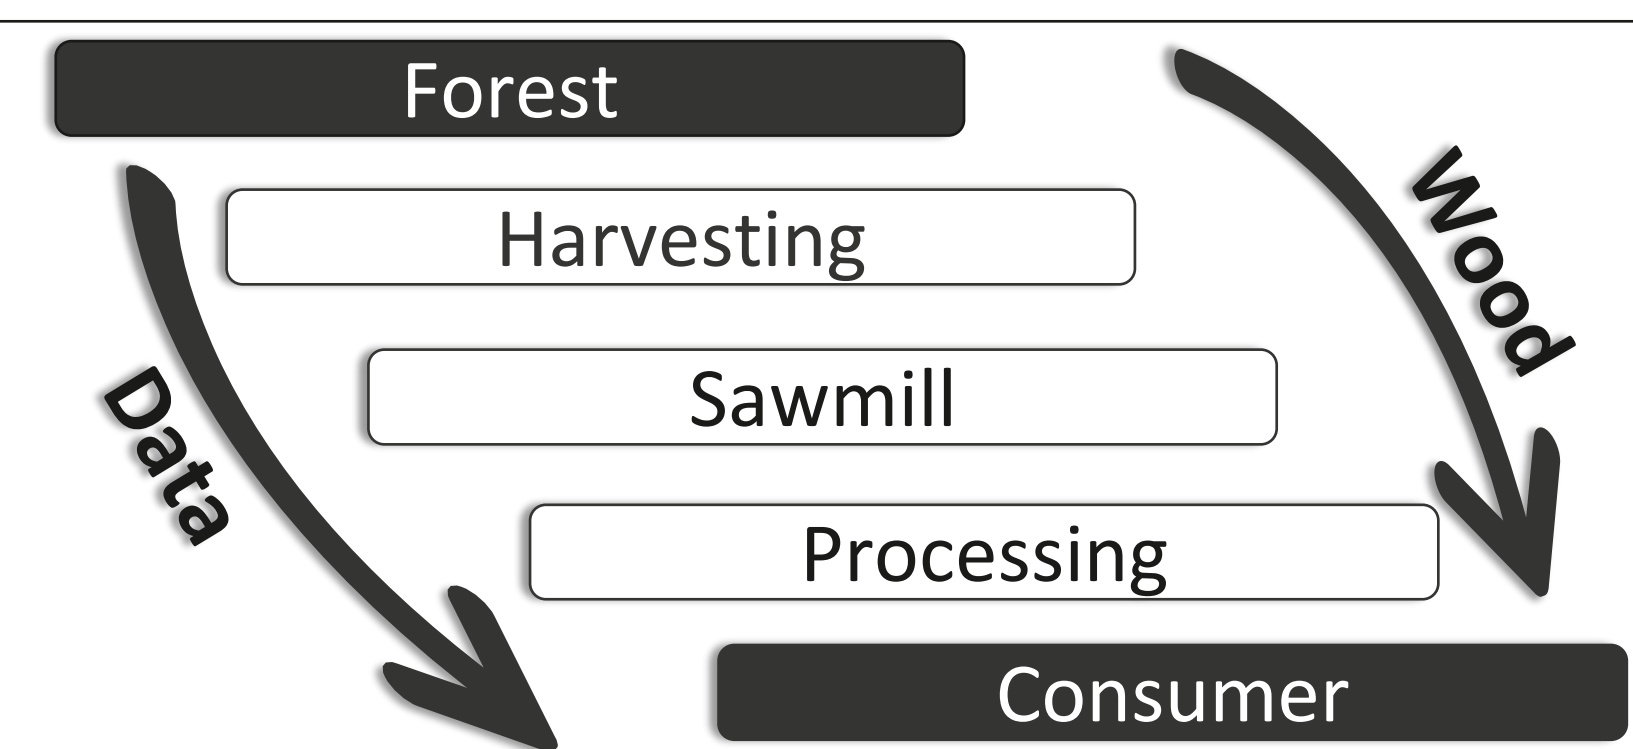 Forest
Wood
Harvesting
Sawmill
Data
Processing
Consumer